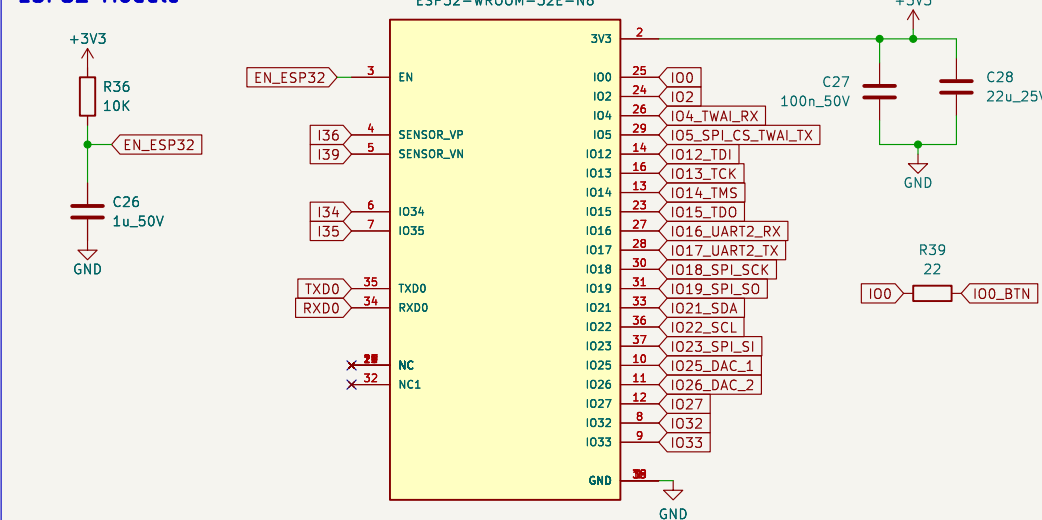 ESP32 Module
ESP32-WROOM-32E-N8
+3V3
R36
10K
EN_ESP32
C26
1u_50V
GND
EN_ESP32 3 EN
I36 4 SENSOR_VP
I39 5 SENSOR_VN
I34 6 IO34
I35 7 IO35
TXD0 35 TXD0
RXD0 34 RXD0
NC
32 NC1
3V3 2
IO0 25 IO0
IO2 24 IO2
IO4 26 IO4_TWAI_RX
IO5 29 IO5_SPI_CS_TWAI_TX
IO12 14 IO12_TDI
IO13 16 IO13_TCK
IO14 13 IO14_TMS
IO15 23 IO15_TDO
IO16 27 IO16_UART2_RX
IO17 28 IO17_UART2_TX
IO18 30 IO18_SPI_SCK
IO19 31 IO19_SPI_SO
IO21 33 IO21_SDA
IO22 36 IO22_SCL
IO23 37 IO23_SPI_SI
IO25 10 IO25_DAC_1
IO26 11 IO26_DAC_2
IO27 12 IO27
IO32 8 IO32
IO33 9 IO33
GND
GND
+3V3
C27
100n_50V
C28
22u_25V
GND
R39
22
IO0
IO0_BTN